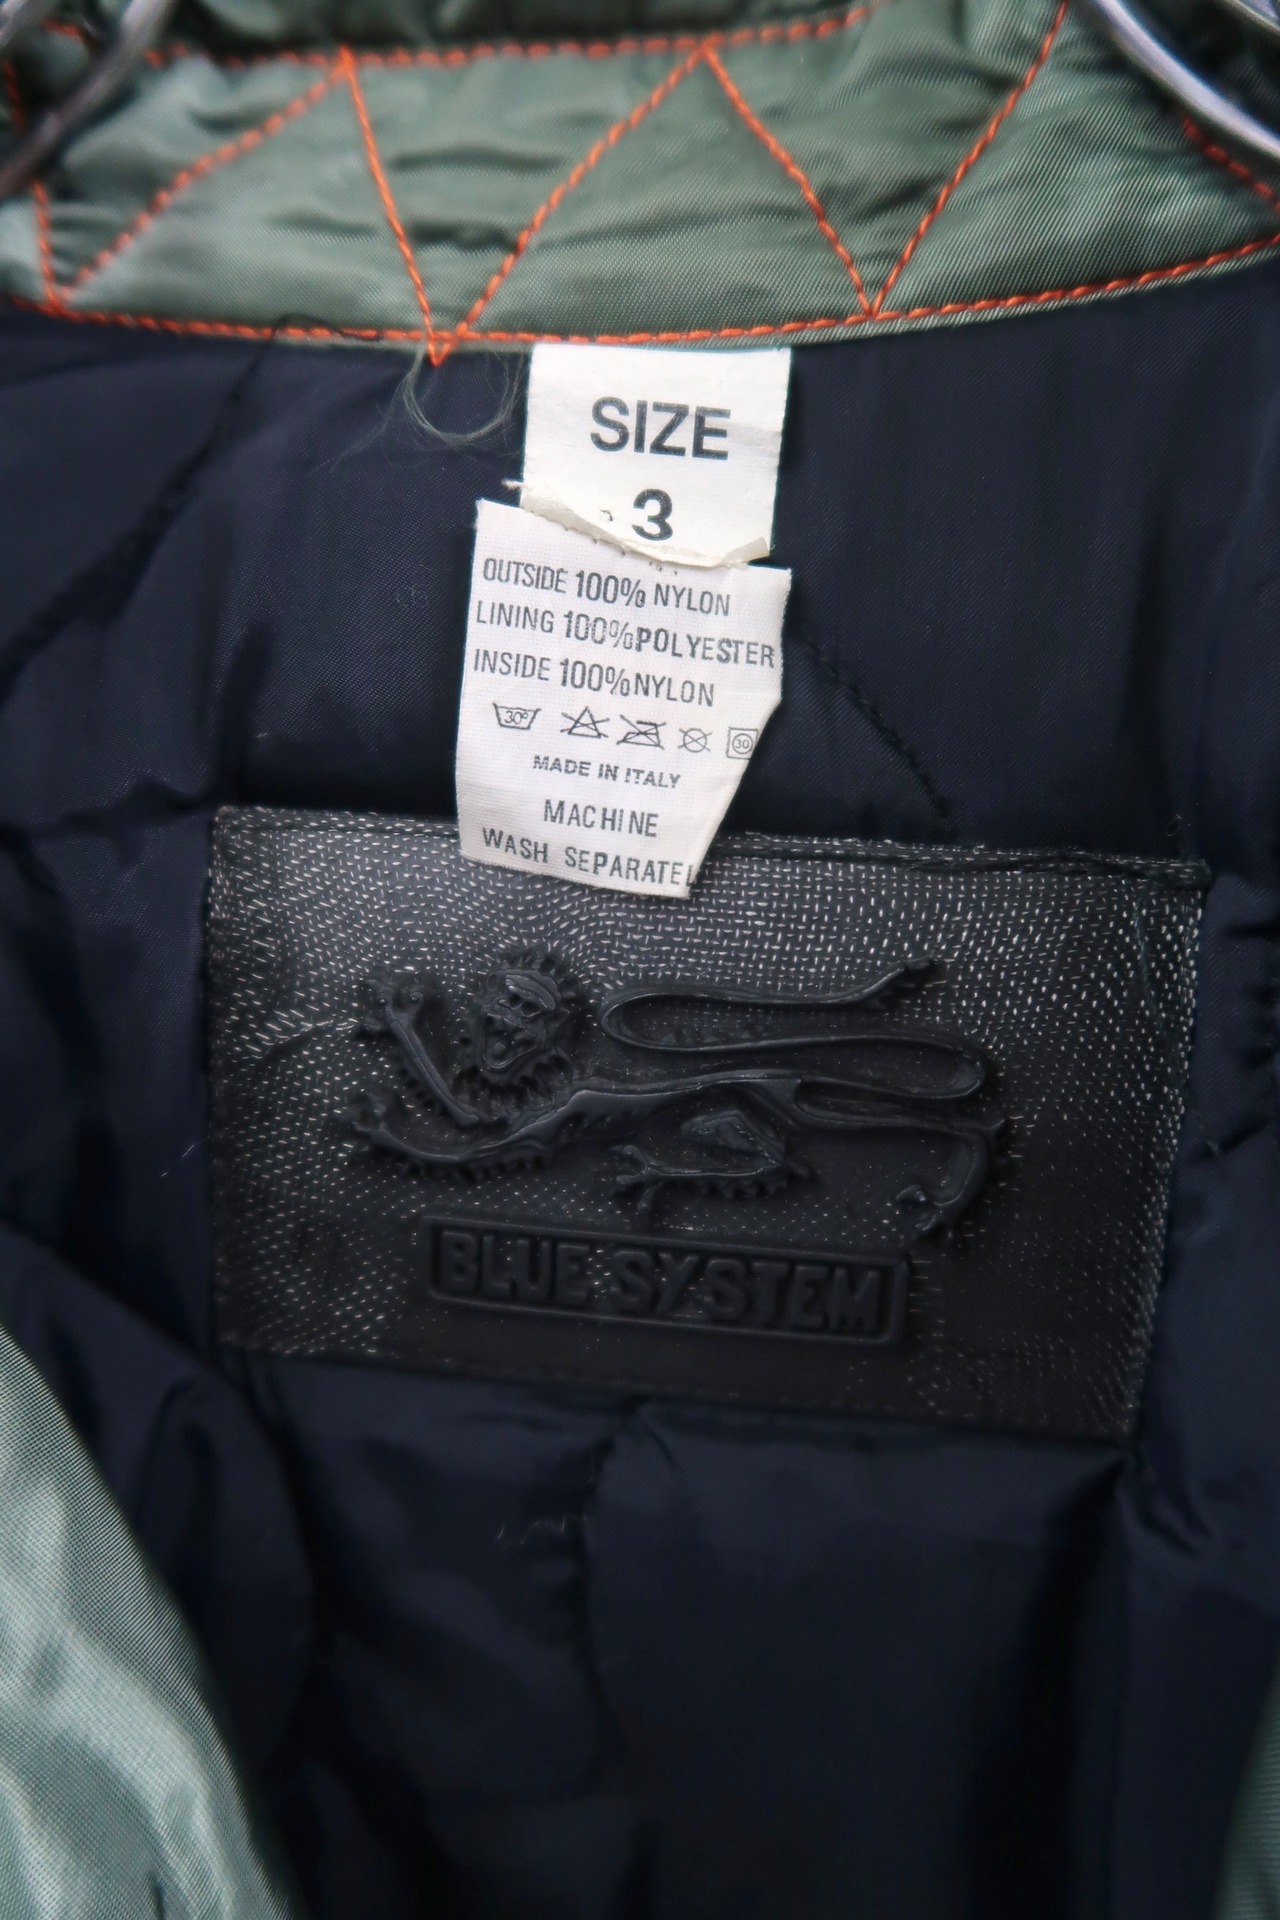 SIZE
3
OUTSIDE 100% NYLON
LINING 100% POLYESTER
INSIDE 100% NYLON
30°
30
MADE IN ITALY
MACHINE
WASH SEPARATEL
BLUE SYSTEM